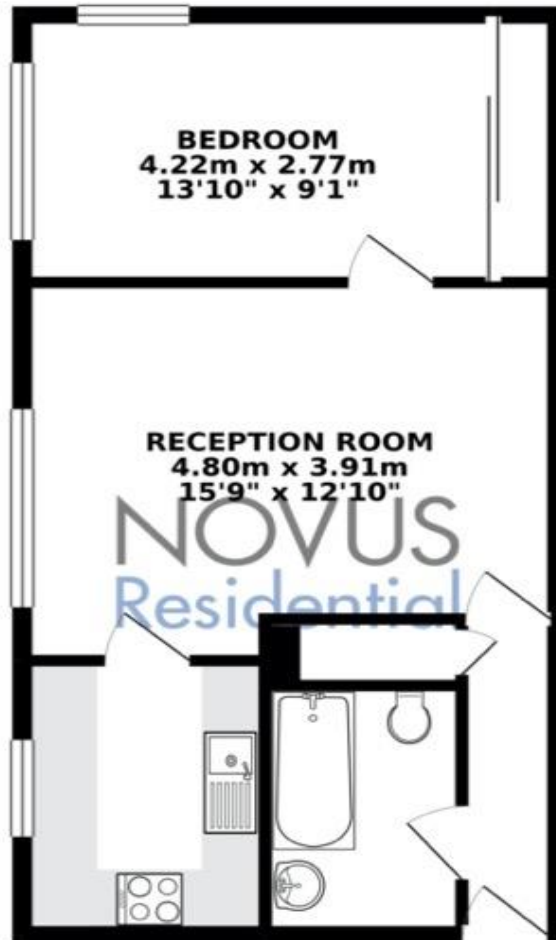 BEDROOM
4.22m x 2.77m
13'10" x 9'1"
RECEPTION ROOM
4.80m x 3.91m
15'9" x 12'10"
NOVUS
Residential